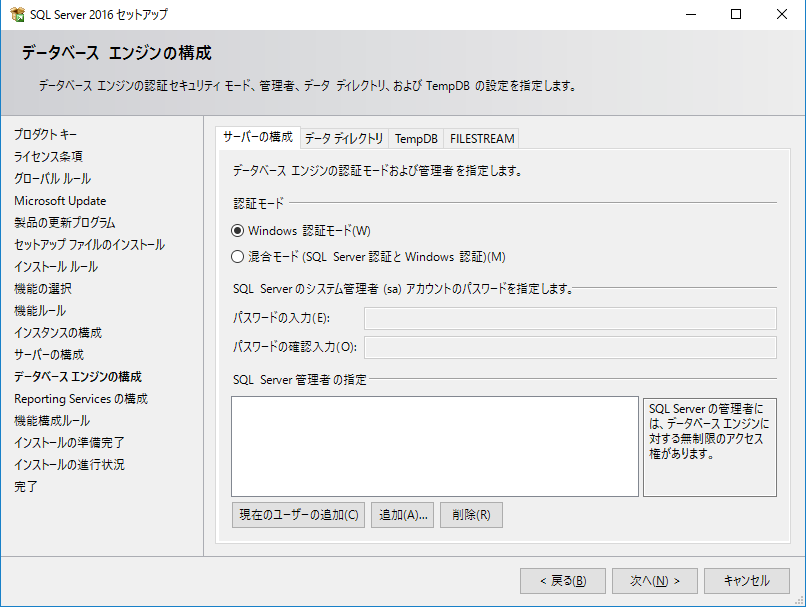 SQL Server 2016 セットアップ
データベース エンジンの構成
データベース エンジンの認証セキュリティ モード、管理者、データ ディレクトリ、および TempDB の設定を指定します。
プロダクト キー
ライセンス条項
グローバル ルール
Microsoft Update
製品の更新プログラム
セットアップ ファイルのインストール
インストール ルール
機能の選択
機能ルール
インスタンスの構成
サーバーの構成
データベース エンジンの構成
Reporting Services の構成
機能構成ルール
インストールの準備完了
インストールの進行状況
完了
サーバーの構成 データ ディレクトリ TempDB FILESTREAM
データベース エンジンの認証モードおよび管理者を指定します。
認証モード
Windows 認証モード(W)
混合モード (SQL Server 認証と Windows 認証)(M)
SQL Server のシステム管理者 (sa) アカウントのパスワードを指定します。
パスワードの入力(E):
パスワードの確認入力(O):
SQL Server 管理者の指定
SQL Server の管理者に
は、データベース エンジンに
対する無制限のアクセス
権があります。
現在のユーザーの追加(C) 追加(A)... 削除(R)
< 戻る(B) 次へ(N) > キャンセル